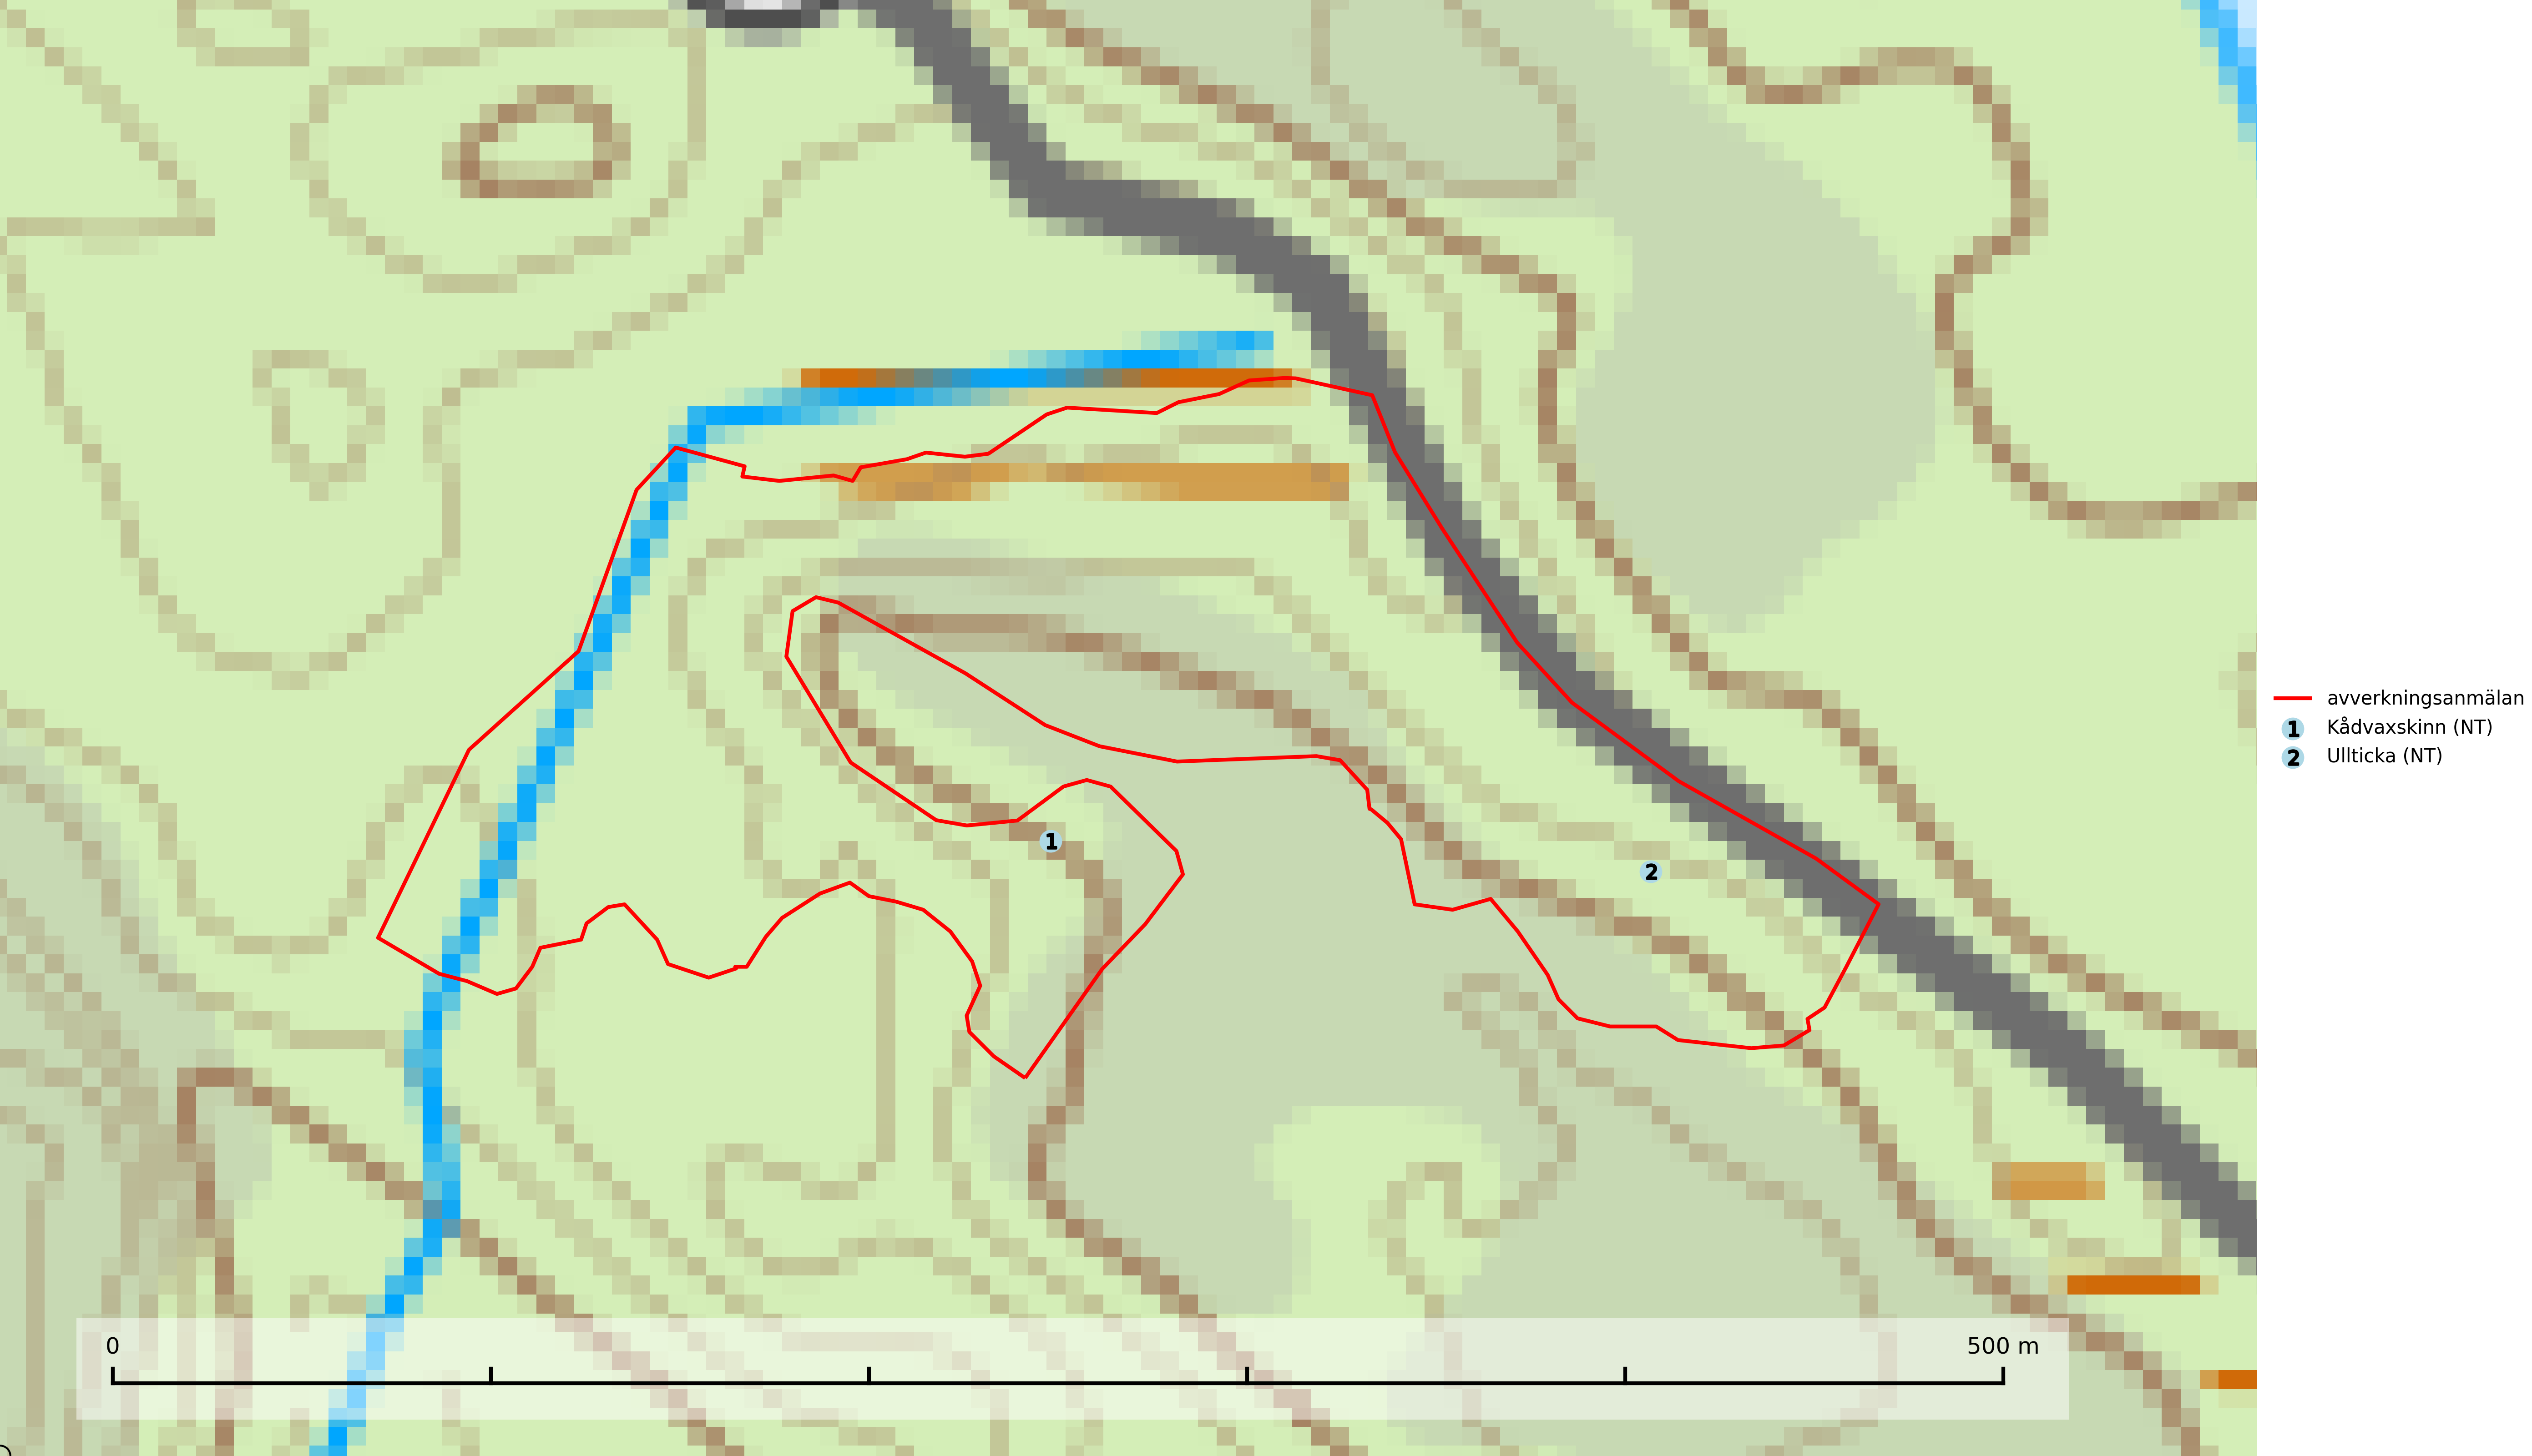 avverkningsanmälan
1 Kådvaxskinn (NT)
2 Ullticka (NT)
1
2
0 500 m